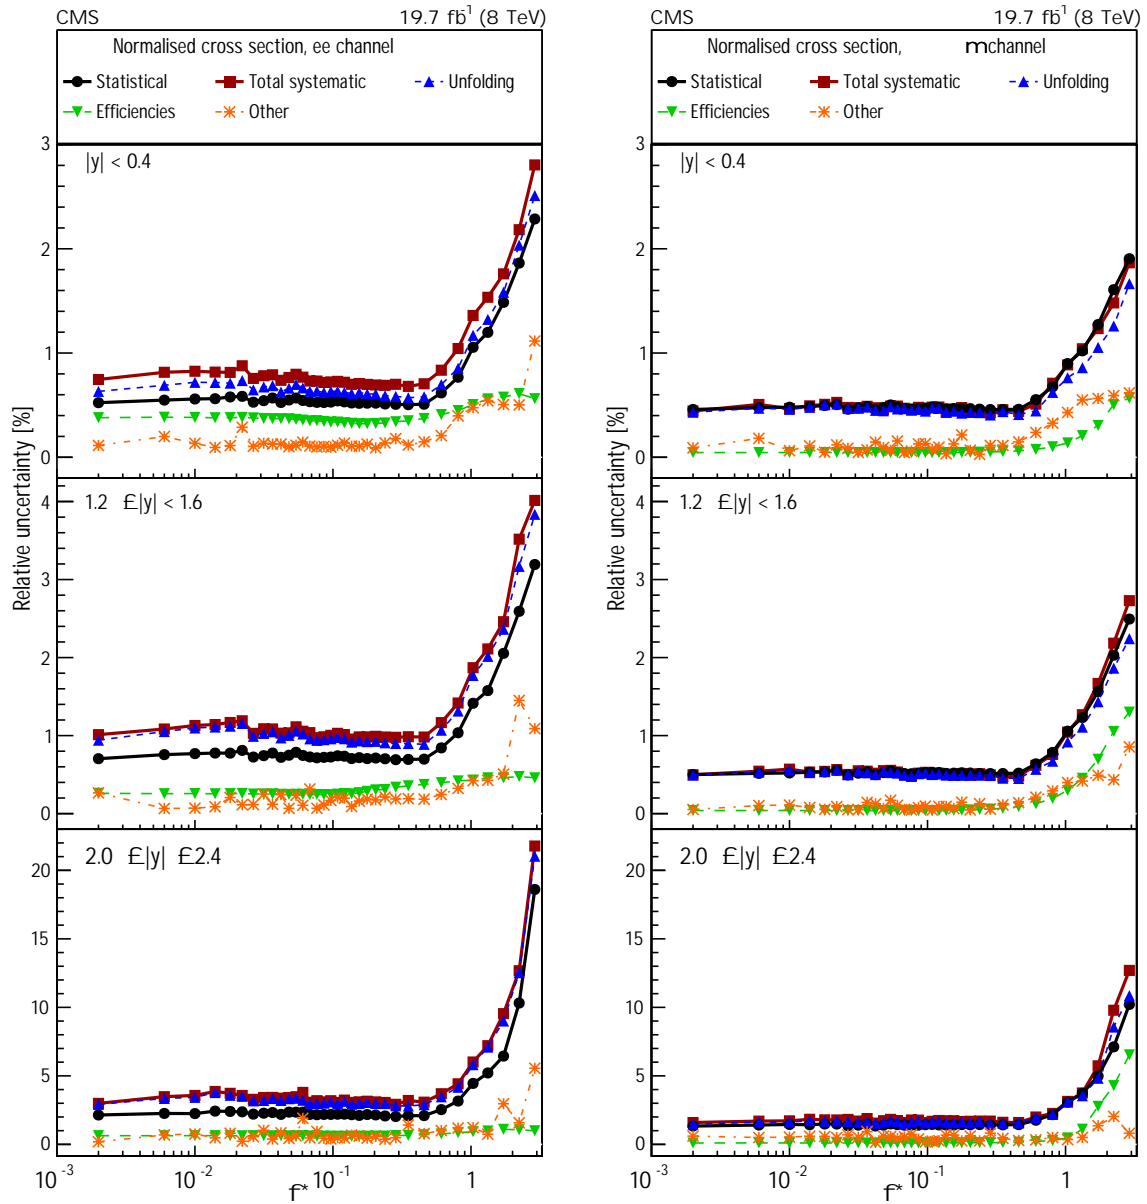 CMS 19.7 fb-1 (8 TeV)
Normalised cross section, ee channel
Statistical Total systematic Unfolding
Efficiencies Other
|y| < 0.4
3
2
1
0
Relative uncertainty [%]
1.2 £|y| < 1.6
4
3
2
1
0
2.0 £|y| £2.4
20
15
10
5
0
10-3 10-2 10-1 1
f*
CMS 19.7 fb-1 (8 TeV)
Normalised cross section, mchannel
Statistical Total systematic Unfolding
Efficiencies Other
|y| < 0.4
3
2
1
0
Relative uncertainty [%]
1.2 £|y| < 1.6
4
3
2
1
0
2.0 £|y| £2.4
20
15
10
5
0
10-3 10-2 10-1 1
f*